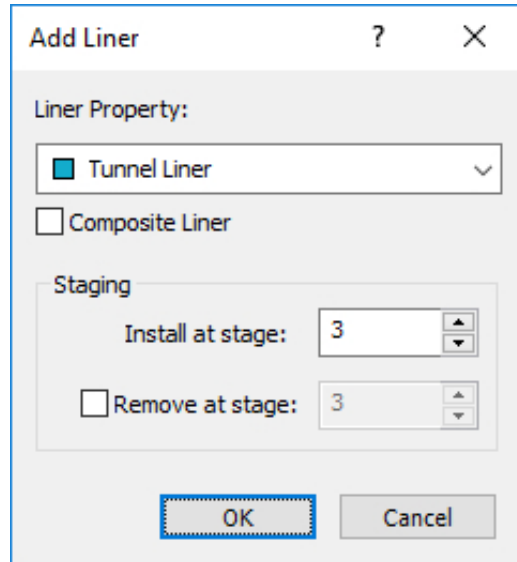 Add Liner ?
Liner Property:
Tunnel Liner
Composite Liner
Staging
Install at stage: 3
Remove at stage: 3
OK Cancel